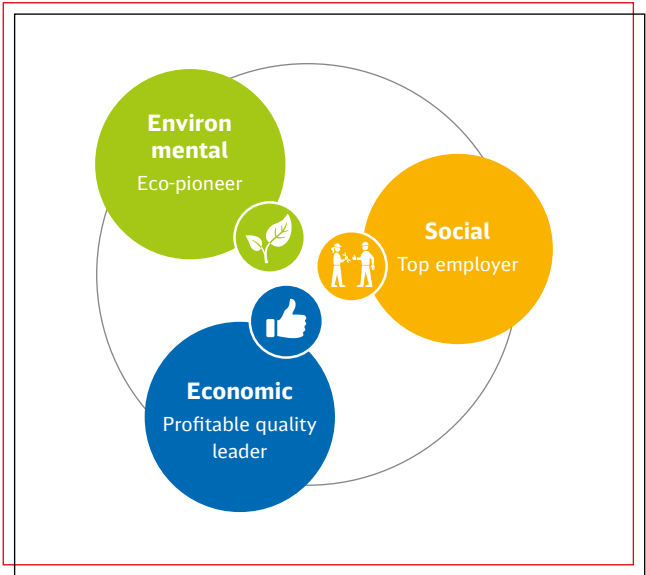 Environ
mental
Eco-pioneer
Social
Top employer
Economic
Profitable quality
leader